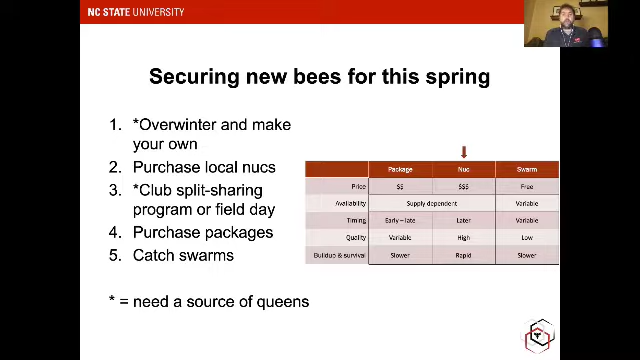 NC STATE UNIVERSITY
Securing new bees for this spring
1. *Overwinter and make
your own
2. Purchase local nucs
3. *Club split-sharing
program or field day
4. Purchase packages
5. Catch swarms
* = need a source of queens
Package Nuc Swarm
Price $$ $$$ Free
Availability Supply dependent Variable
Timing Early – late Later Variable
Quality Variable High Low
Buildup & survival Slower Rapid Slower